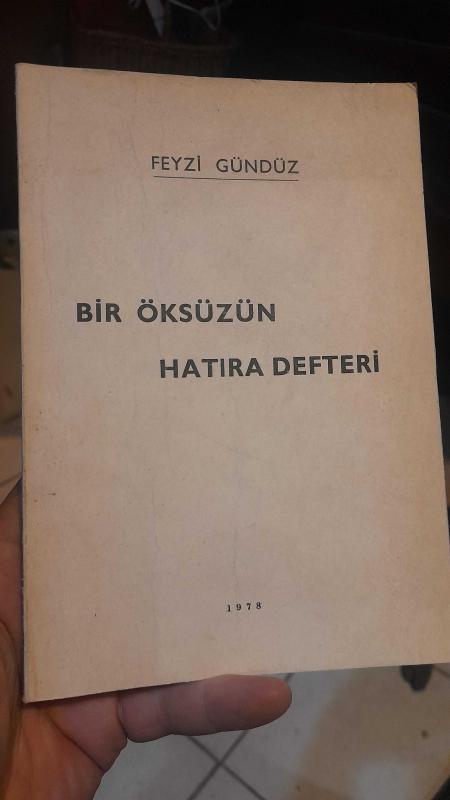 FEYZİ GÜNDÜZ
BİR ÖKSÜZÜN
HATIRA DEFTERİ
1978